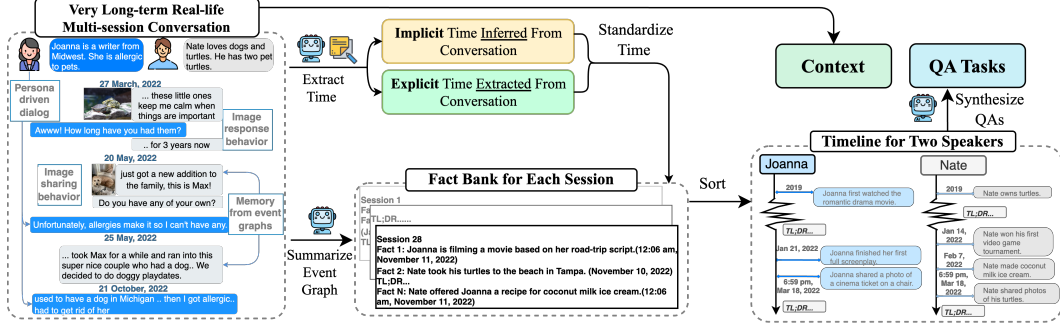 Very Long-term Real-life
Multi-session Conversation
Joanna is a writer from
Midwest. She is allergic
to pets.
Nate loves dogs and
turtles. He has two pet
turtles.
Persona
driven
dialog
27 March, 2022
... these little ones
keep me calm when
things are important
Image
response
behavior
Awww! How long have you had them?
.. for 3 years now
20 May, 2022
Image
sharing
behavior
just got a new addition to
the family, this is Max!
Do you have any of your own?
Memory
from event
graphs
Unfortunately, allergies make it so I can't have any.
25 May, 2022
... took Max for a while and ran into this
super nice couple who had a dog.. We
decided to do doggy playdates.
21 October, 2022
used to have a dog in Michigan .. then I got allergic..
had to get rid of her
Extract
Time
Implicit Time Inferred From
Conversation
Explicit Time Extracted From
Conversation
Standardize
Time
Summarize
Event
Graph
Fact Bank for Each Session
Session 1
Fa
Fa
(Ja
TL
Fa
TL;DR......
Session 28
Fact 1: Joanna is filming a movie based on her road-trip script.(12:06 am,
November 11, 2022)
Fact 2: Nate took his turtles to the beach in Tampa. (November 10, 2022)
TL;DR...
Fact N: Nate offered Joanna a recipe for coconut milk ice cream.(12:06
am, November 11, 2022)
Sort
Context
QA Tasks
Synthesize
QAs
Timeline for Two Speakers
Joanna
2019
Joanna first watched the
romantic drama movie.
TL;DR...
Jan 21, 2022
Joanna finished her first
full screenplay.
Joanna shared a photo of
a cinema ticket on a chair.
6:59 pm,
Mar 18, 2022
TL;DR...
Nate
2019
Nate owns turtles.
TL;DR...
Jan 14,
2022
Nate won his first
video game
tournament.
Feb 7,
2022
Nate made coconut
milk ice cream.
6:59 pm,
Mar 18,
2022
Nate shared photos
of his turtles.
TL;DR...